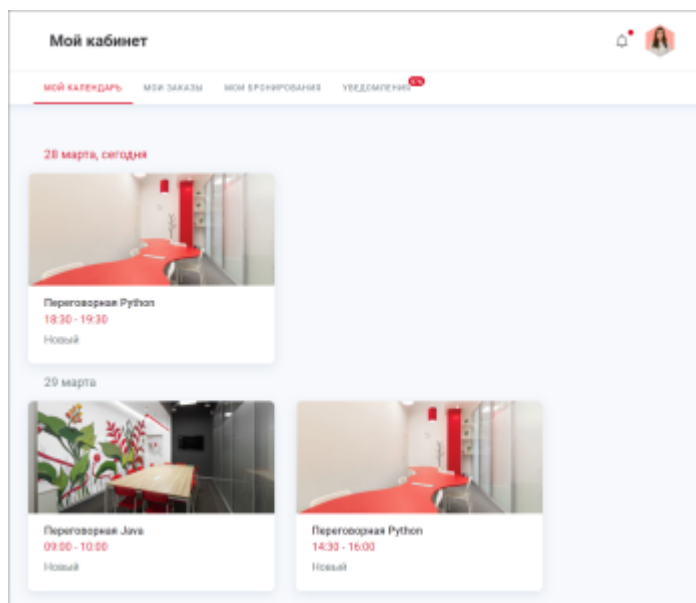 Мой кабинет
МОЙ КАЛЕНДАРЬ МОИ ЗАКАЗЫ МОИ БРОНИРОВАНИЯ УВЕДОМЛЕНИЯ
28 марта, сегодня
Переговорная Python
18:30 - 19:30
Новый
29 марта
Переговорная Java
09:00 - 10:00
Новый
Переговорная Python
14:30 - 16:00
Новый